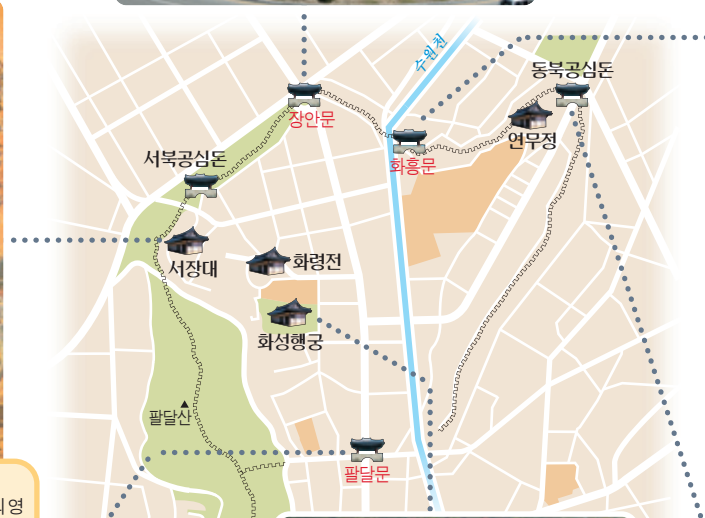 수원천
동북공심돈
장안문
연무정
화흥문
서북공심돈
서장대
화령전
화성행궁
팔달산
팔달문